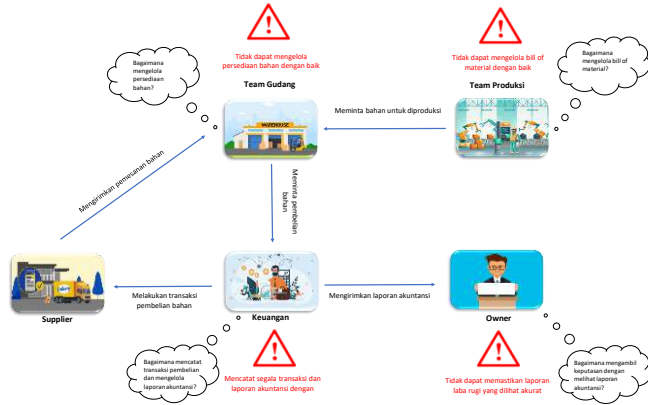 Tidak dapat mengelola
persediaan bahan dengan baik
Team Gudang
Tidak dapat mengelola bill of
material dengan baik
Team Produksi
Bagaimana
mengelola
persediaan
bahan?
Bagaimana
mengelola bill of
material?
WAREHOUSE
Meminta bahan untuk diproduksi
Mengirimkan pemesanan bahan
Meminta pembelian
bahan
Melakukan transaksi
pembelian bahan
Mengirimkan laporan akuntansi
Supplier
Keuangan
Owner
Bagaimana mencatat
transaksi pembelian
dan mengelola
laporan akuntansi?
Mencatat segala transaksi dan
laporan akuntansi dengan
Tidak dapat memastikan laporan
laba rugi yang dilihat akurat
Bagaimana mengambil
keputasan dengan
melihat laporan
akuntansi?